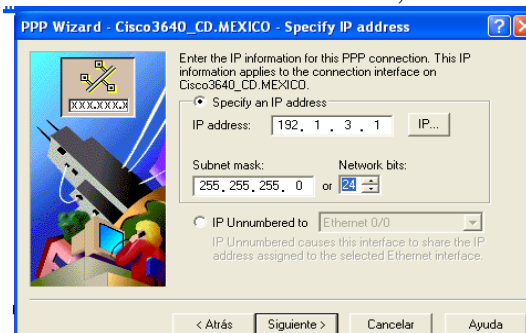 PPP Wizard - Cisco3640_CD.MEXICO - Specify IP address
Enter the IP information for this PPP connection. This IP
information applies to the connection interface on
Cisco3640_CD.MEXICO.
Specify an IP address
IP address: 192 . 1 . 3 . 1 IP...
Subnet mask: Network bits:
255 . 255 . 255 . 0 or 24
IP Unnumbered to Ethernet 0/0
IP Unnumbered causes this interface to share the IP
address assigned to the selected Ethernet interface.
XXX.XXX.X
< Atrás Siguiente > Cancelar Ayuda